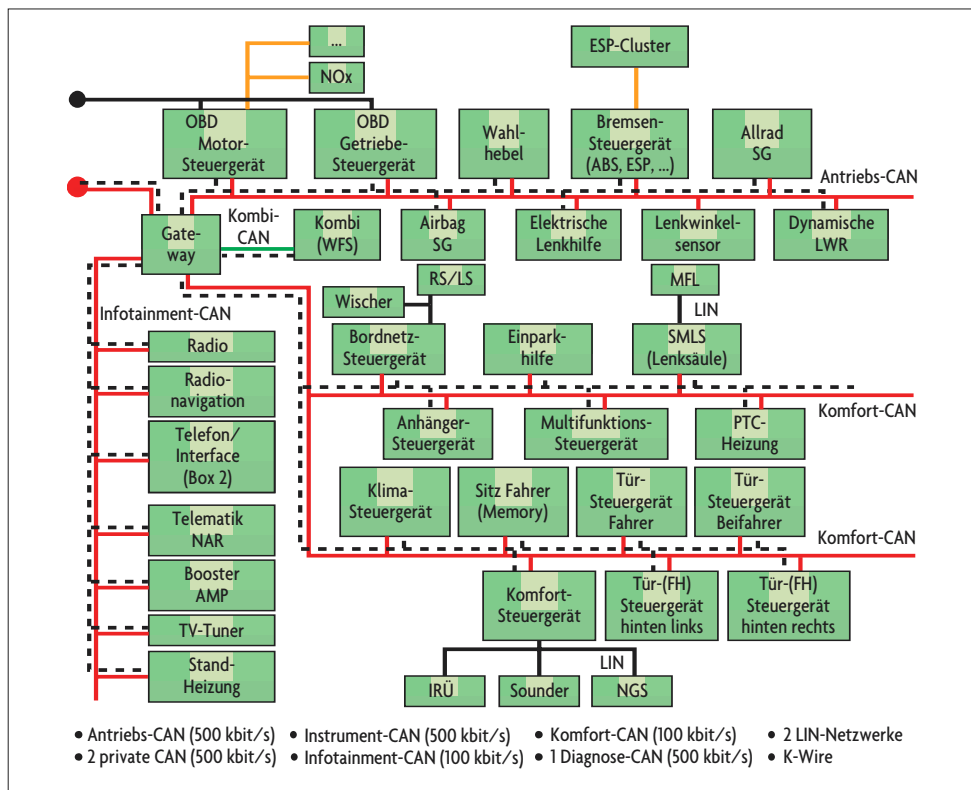 ...
NOx
ESP-Cluster
OBD
Motor-
Steuergerät
OBD
Getriebe-
Steuergerät
Wahl-
hebel
Bremsen-
Steuergerät
(ABS, ESP, ...)
Allrad
SG
Antriebs-CAN
Gate-
way
Kombi-
CAN
Kombi
(WFS)
Airbag
SG
Elektrische
Lenkhilfe
Lenkwinkel-
sensor
Dynamische
LWR
Infotainment-CAN
Radio
Radio-
navigation
Telefon/
Interface
(Box 2)
Telematik
NAR
Booster
AMP
TV-Tuner
Stand-
Heizung
RS/LS
Wischer
Bordnetz-
Steuergerät
Einpark-
hilfe
MFL
LIN
SMLS
(Lenksäule)
Komfort-CAN
Anhänger-
Steuergerät
Multifunktions-
Steuergerät
PTC-
Heizung
Klima-
Steuergerät
Sitz Fahrer
(Memory)
Tür-
Steuergerät
Fahrer
Tür-
Steuergerät
Beifahrer
Komfort-CAN
Komfort-
Steuergerät
Tür-(FH)
Steuergerät
hinten links
Tür-(FH)
Steuergerät
hinten rechts
LIN
IRÜ
Sounder
NGS
• Antriebs-CAN (500 kbit/s)
• 2 private CAN (500 kbit/s)
• Instrument-CAN (500 kbit/s)
• Infotainment-CAN (100 kbit/s)
• Komfort-CAN (100 kbit/s)
• 1 Diagnose-CAN (500 kbit/s)
• 2 LIN-Netzwerke
• K-Wire